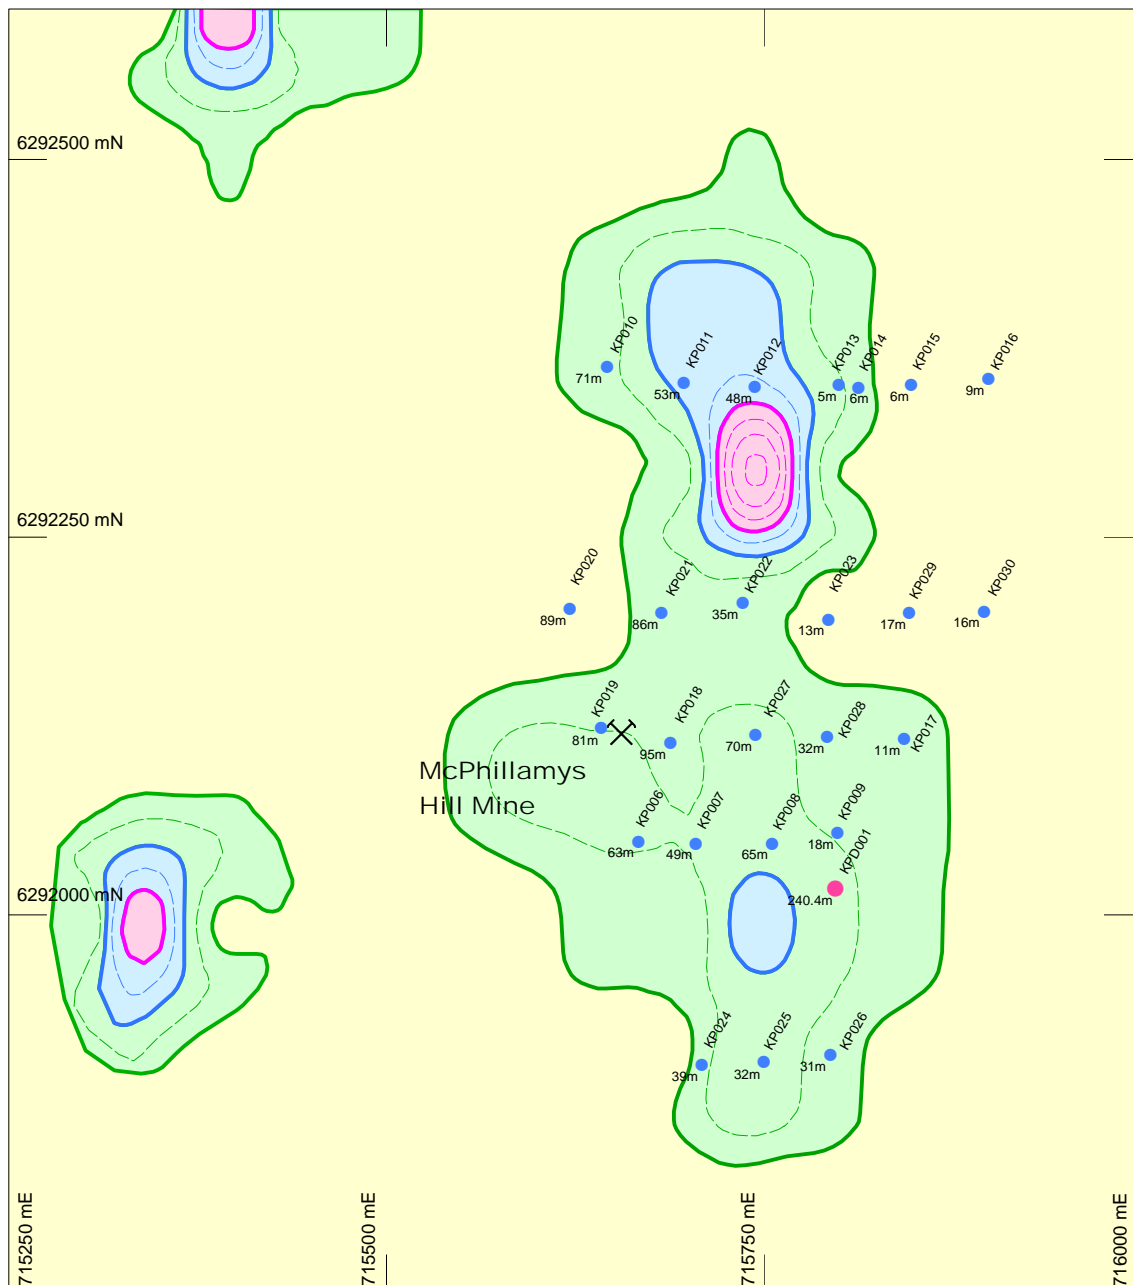 6292500 mN
KP010
KP011
KP012
KP013
KP014
KP015
KP016
71m
53m
48m
5m
6m
6m
9m
6292250 mN
KP020
KP021
KP022
KP023
KP029
KP030
89m
86m
35m
13m
17m
16m
KP019
KP018
KP027
KP028
KP017
81m
95m
70m
32m
11m
McPhillamys
Hill Mine
KP006
KP007
KP008
KP009
63m
49m
65m
18m
KPD001
240.4m
6292000 mN
KP024
KP025
KP026
39m
32m
31m
715250 mE
715500 mE
715750 mE
716000 mE